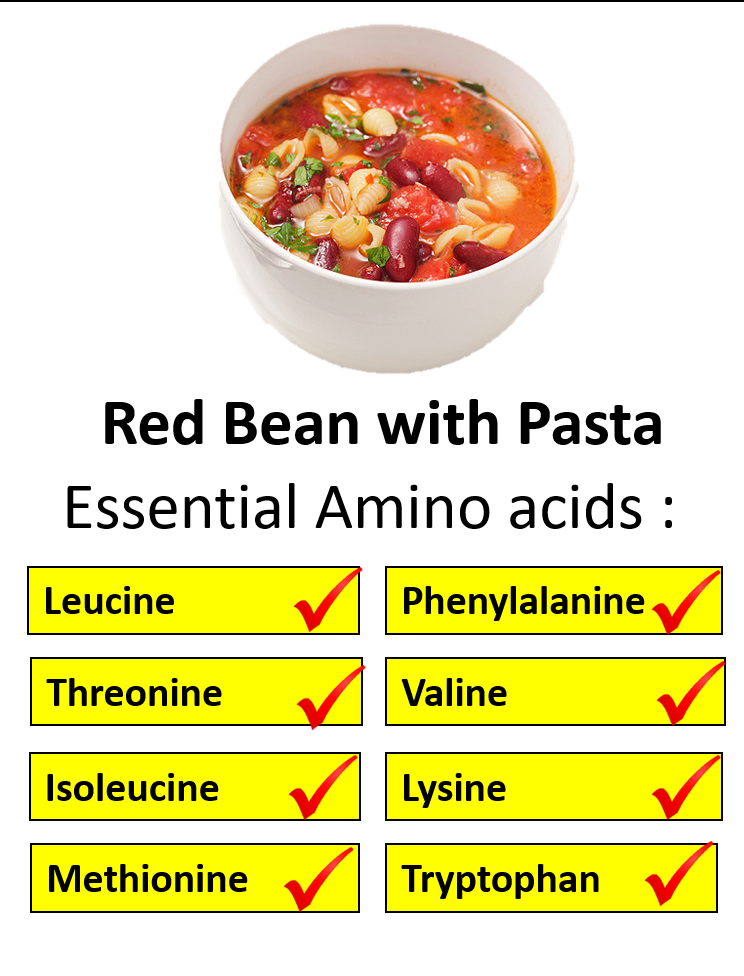 Red Bean with Pasta
Essential Amino acids :
Leucine
Phenylalanine
Threonine
Valine
Isoleucine
Lysine
Methionine
Tryptophan